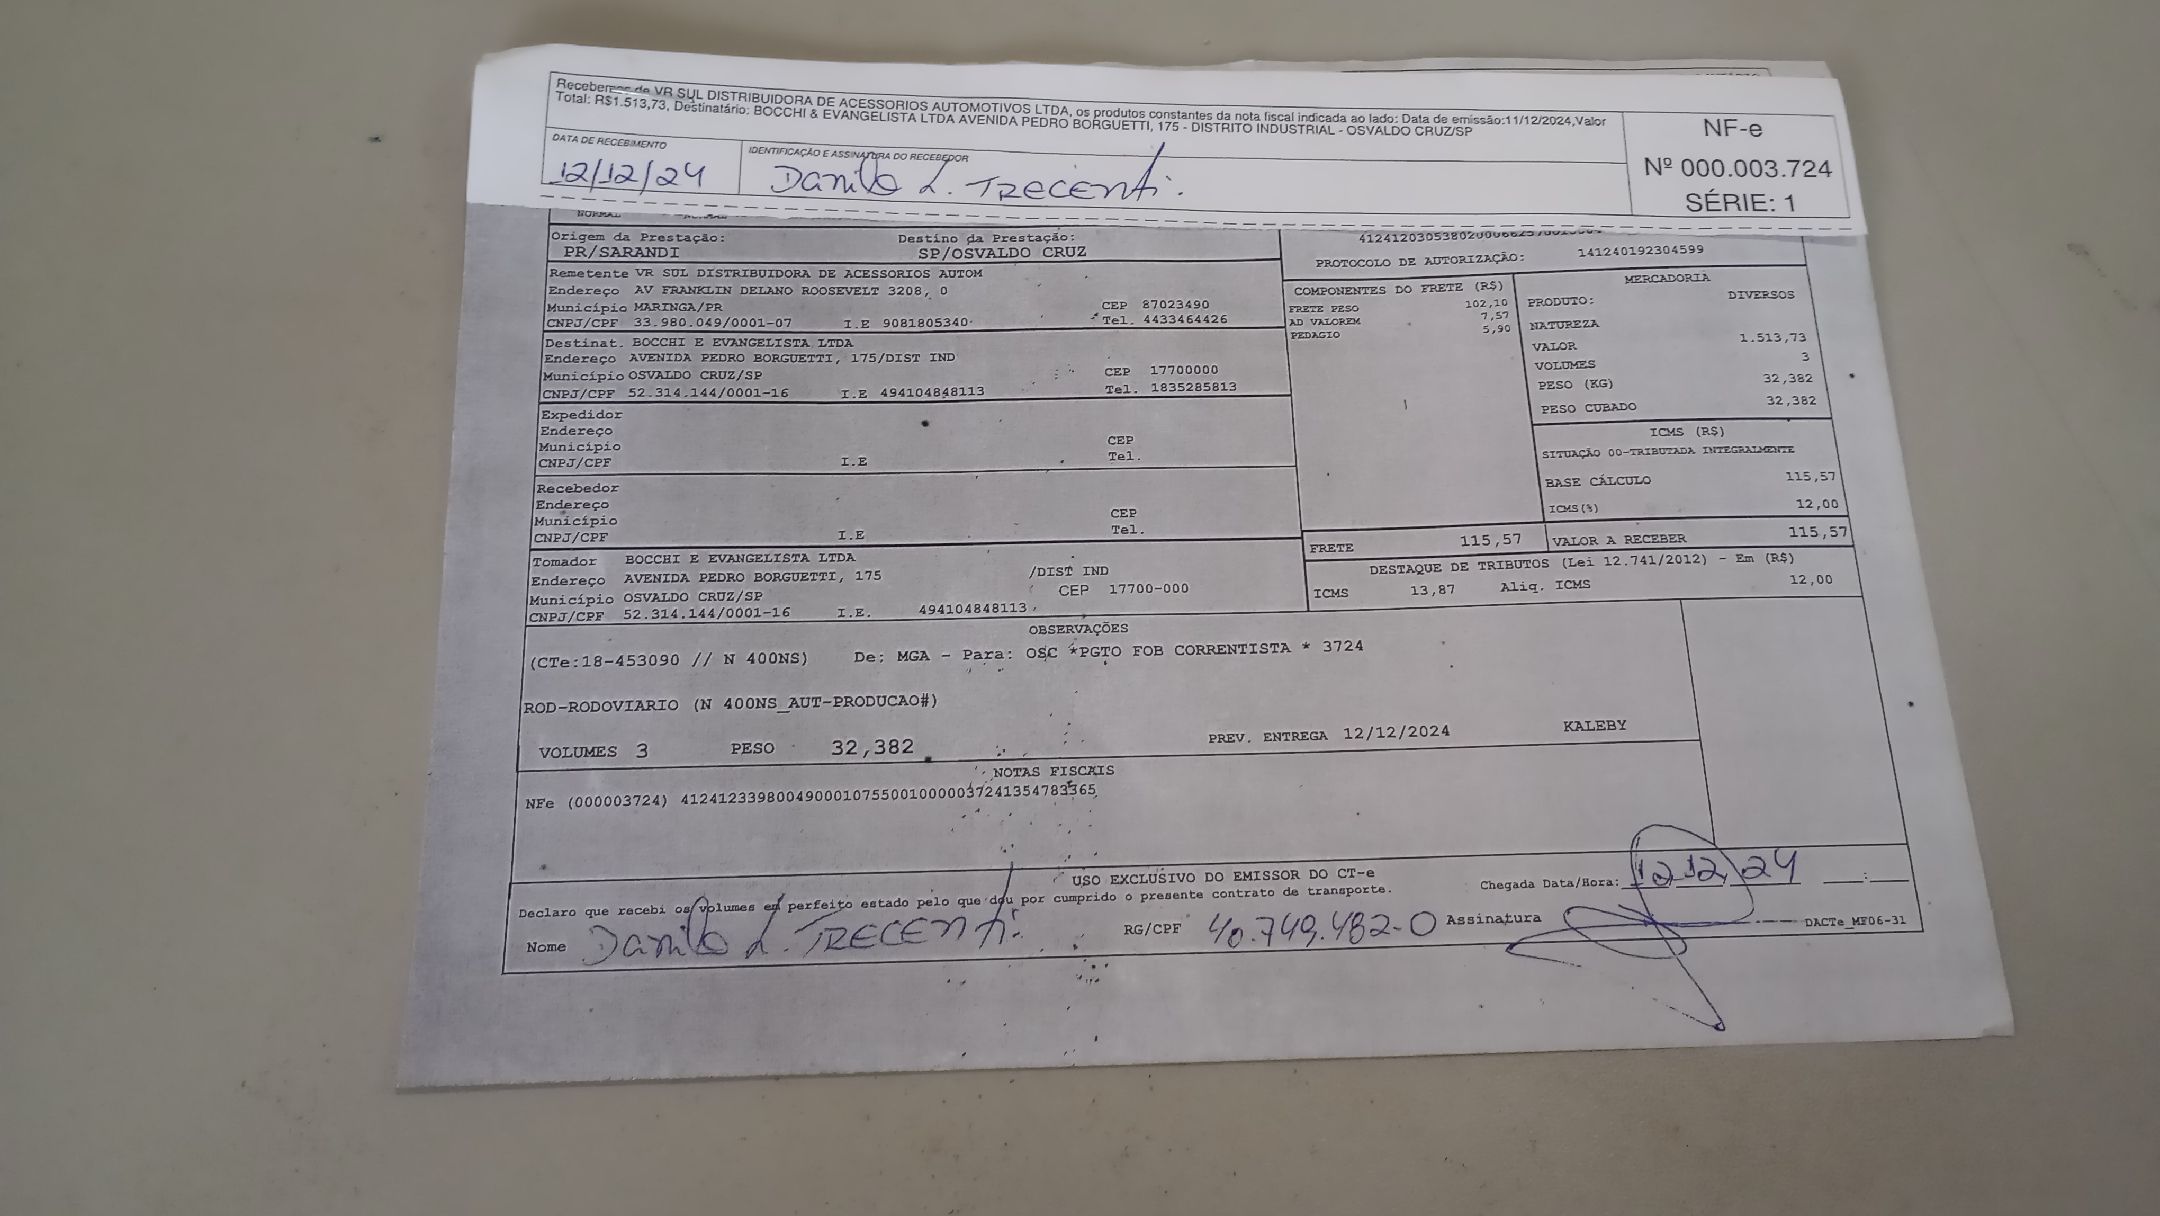 Recebemos de VR SUL DISTRIBUIDORA DE ACESSORIOS AUTOMOTIVOS LTDA, os produtos constantes da nota fiscal indicada ao lado: Data de emissão:11/12/2024,Valor
Total: R$1.513,73, Destinatário: BOCCHI & EVANGELISTA LTDA AVENIDA PEDRO BORGUETTI, 175 - DISTRITO INDUSTRIAL - OSVALDO CRUZ/SP
DATA DE RECEBIMENTO
IDENTIFICAÇÃO E ASSINATURA DO RECEBEDOR
12/12/24
Danilo L. TRECENTI.
NF-e
Nº 000.003.724
SÉRIE: 1
NORMAL
Origem da Prestação:
Destino da Prestação:
PR/SARANDI
SP/OSVALDO CRUZ
PROTOCOLO DE AUTORIZAÇÃO: 141240192304599
Remetente VR SUL DISTRIBUIDORA DE ACESSORIOS AUTOM
Endereço AV FRANKLIN DELANO ROOSEVELT 3208, 0
Município MARINGA/PR CEP 87023490
CNPJ/CPF 33.980.049/0001-07 I.E 9081805340 Tel. 4433464426
Destinat. BOCCHI E EVANGELISTA LTDA
Endereço AVENIDA PEDRO BORGUETTI, 175/DIST IND
Município OSVALDO CRUZ/SP CEP 17700000
CNPJ/CPF 52.314.144/0001-16 I.E 494104848113 Tel. 1835285813
Expedidor
Endereço
Município CEP
CNPJ/CPF I.E Tel.
Recebedor
Endereço
Município CEP
CNPJ/CPF I.E Tel.
Tomador BOCCHI E EVANGELISTA LTDA
Endereço AVENIDA PEDRO BORGUETTI, 175 /DIST IND
Município OSVALDO CRUZ/SP CEP 17700-000
CNPJ/CPF 52.314.144/0001-16 I.E. 494104848113
COMPONENTES DO FRETE (R$)
FRETE PESO 102,10
AD VALOREM 7,57
PEDAGIO 5,90
MERCADORIA
PRODUTO: DIVERSOS
NATUREZA
VALOR 1.513,73
VOLUMES 3
PESO (KG) 32,382
PESO CUBADO 32,382
ICMS (R$)
SITUAÇÃO 00-TRIBUTADA INTEGRALMENTE
BASE CÁLCULO 115,57
ICMS(%) 12,00
FRETE 115,57 VALOR A RECEBER 115,57
DESTAQUE DE TRIBUTOS (Lei 12.741/2012) - Em (R$)
ICMS 13,87 Aliq. ICMS 12,00
OBSERVAÇÕES
(CTe:18-453090 // N 400NS) De: MGA - Para: OSC *PGTO FOB CORRENTISTA * 3724
ROD-RODOVIARIO (N 400NS_AUT-PRODUCAO#)
VOLUMES 3 PESO 32,382 PREV. ENTREGA 12/12/2024 KALEBY
NOTAS FISCAIS
NFe (000003724) 41241233980049000107550010000037241354783365
USO EXCLUSIVO DO EMISSOR DO CT-e
Declaro que recebi os volumes em perfeito estado pelo que dou por cumprido o presente contrato de transporte.
Chegada Data/Hora: 12 12 24 __:__
Nome Danilo L. TRECENTI. RG/CPF 40.749.482-0 Assinatura
DACTe_MF06-31